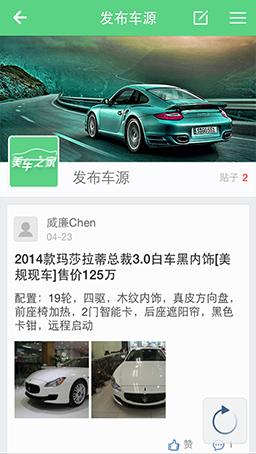 发布车源
美车之家
发布车源
贴子 2
威廉Chen
04-23
2014款玛莎拉蒂总裁3.0白车黑内饰[美
规现车]售价125万
配置：19轮，四驱，木纹内饰，真皮方向盘，
前座椅加热，2门智能卡，后座遮阳帘，黑色
卡钳，远程启动
赞 1